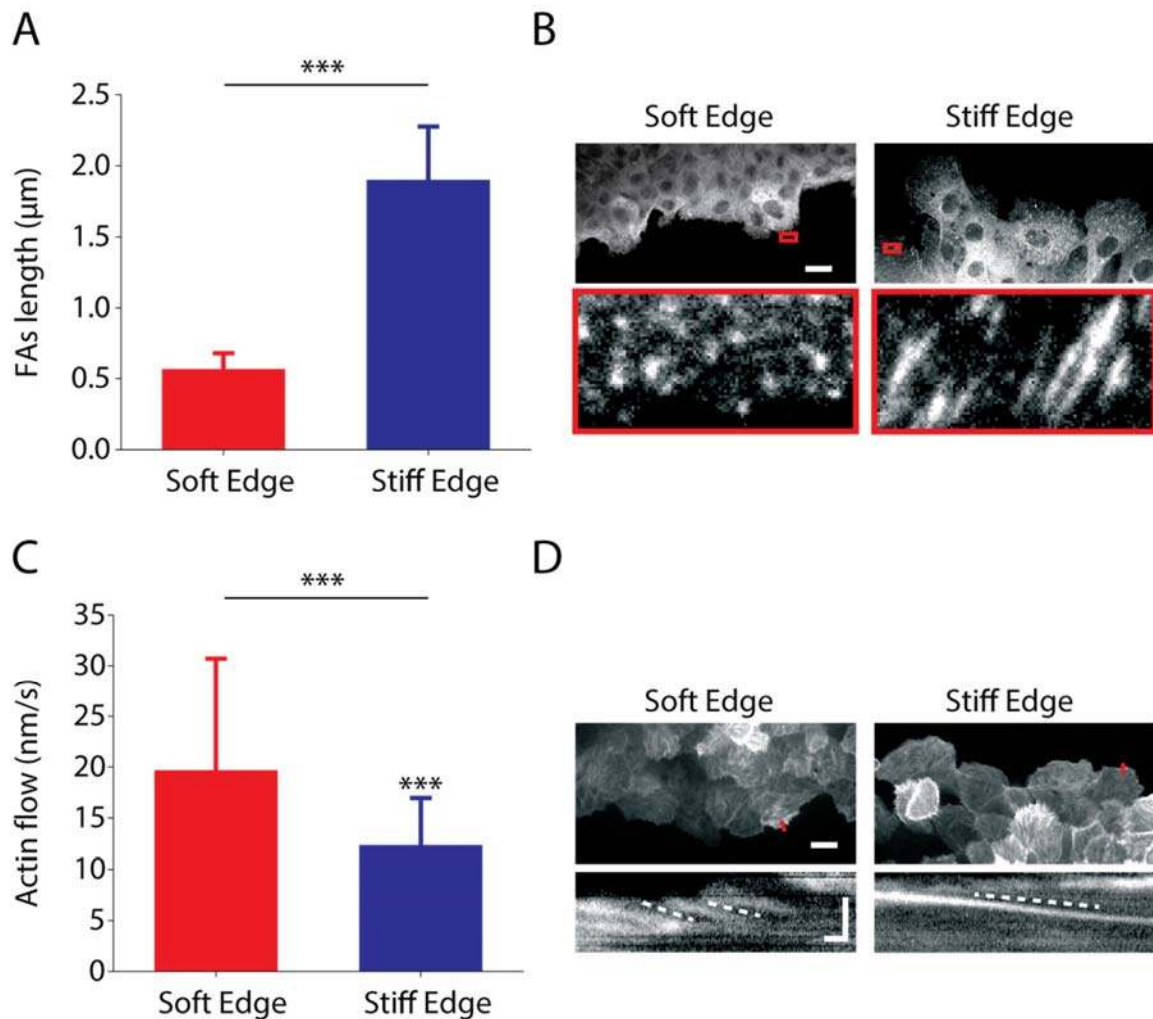 A
***
2.5
2.0
1.5
1.0
0.5
0.0
FAs length (μm)
Soft Edge
Stiff Edge
B
Soft Edge
Stiff Edge
C
***
35
30
25
20
15
10
5
0
Actin flow (nm/s)
***
Soft Edge
Stiff Edge
D
Soft Edge
Stiff Edge